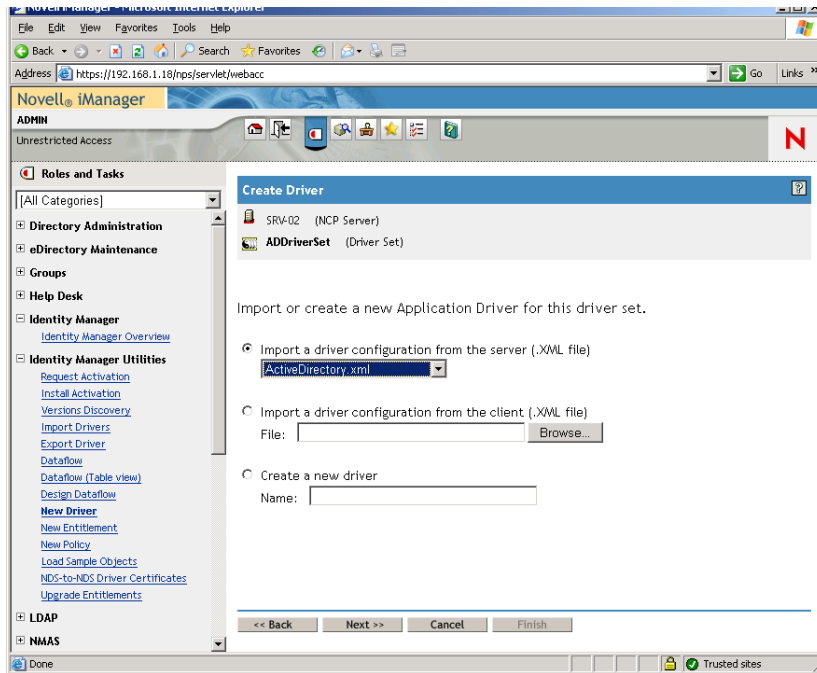 Novell iManager - Microsoft Internet Explorer
File Edit View Favorites Tools Help
Back Search Favorites
Address https://192.168.1.18/nps/servlet/webacc Go Links »
Novell® iManager
ADMIN
Unrestricted Access
N
Roles and Tasks
[All Categories]
Directory Administration
eDirectory Maintenance
Groups
Help Desk
Identity Manager
Identity Manager Overview
Identity Manager Utilities
Request Activation
Install Activation
Versions Discovery
Import Drivers
Export Driver
Dataflow
Dataflow (Table view)
Design Dataflow
New Driver
New Entitlement
New Policy
Load Sample Objects
NDS-to-NDS Driver Certificates
Upgrade Entitlements
LDAP
NMAS
Create Driver ?
SRV-02 (NCP Server)
ADDriverSet (Driver Set)
Import or create a new Application Driver for this driver set.
Import a driver configuration from the server (.XML file)
ActiveDirectory.xml
Import a driver configuration from the client (.XML file)
File: Browse...
Create a new driver
Name:
<< Back Next >> Cancel Finish
Done Trusted sites